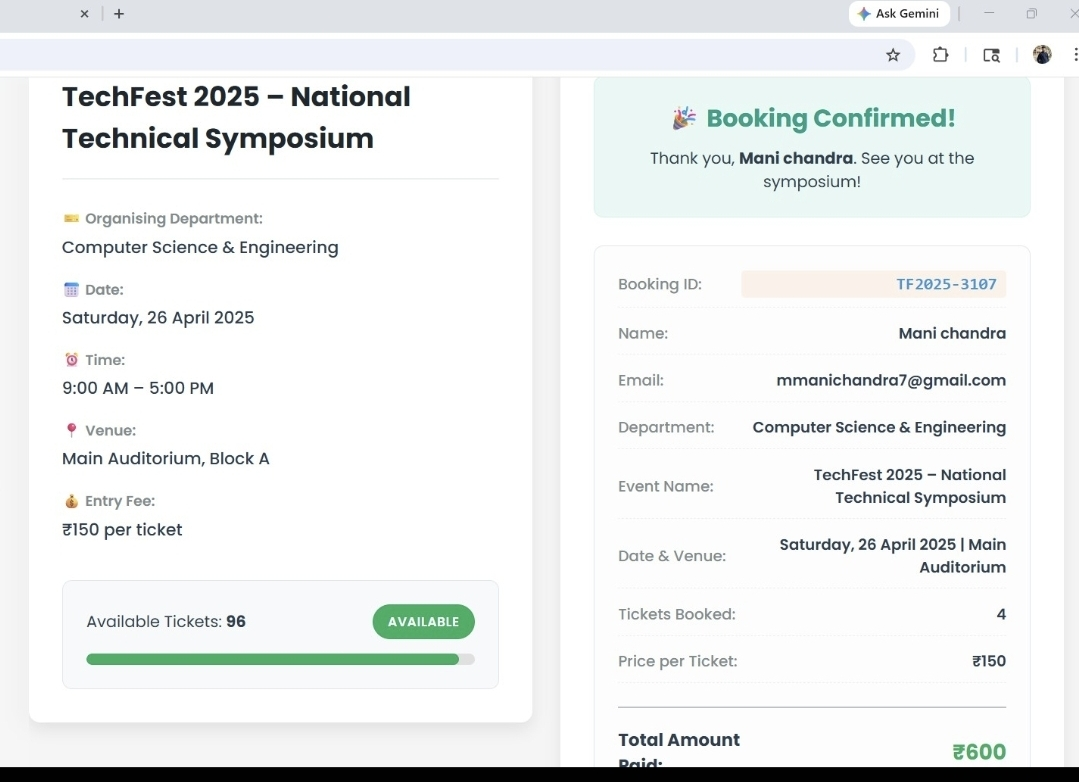 Ask Gemini
TechFest 2025 – National
Technical Symposium
Organising Department:
Computer Science & Engineering
Date:
Saturday, 26 April 2025
Time:
9:00 AM – 5:00 PM
Venue:
Main Auditorium, Block A
Entry Fee:
₹150 per ticket
Available Tickets: 96
AVAILABLE
Booking Confirmed!
Thank you, Mani chandra. See you at the
symposium!
Booking ID: TF2025-3107
Name: Mani chandra
Email: mmanichandra7@gmail.com
Department: Computer Science & Engineering
Event Name: TechFest 2025 – National
Technical Symposium
Date & Venue: Saturday, 26 April 2025 | Main
Auditorium
Tickets Booked: 4
Price per Ticket: ₹150
Total Amount
Paid: ₹600